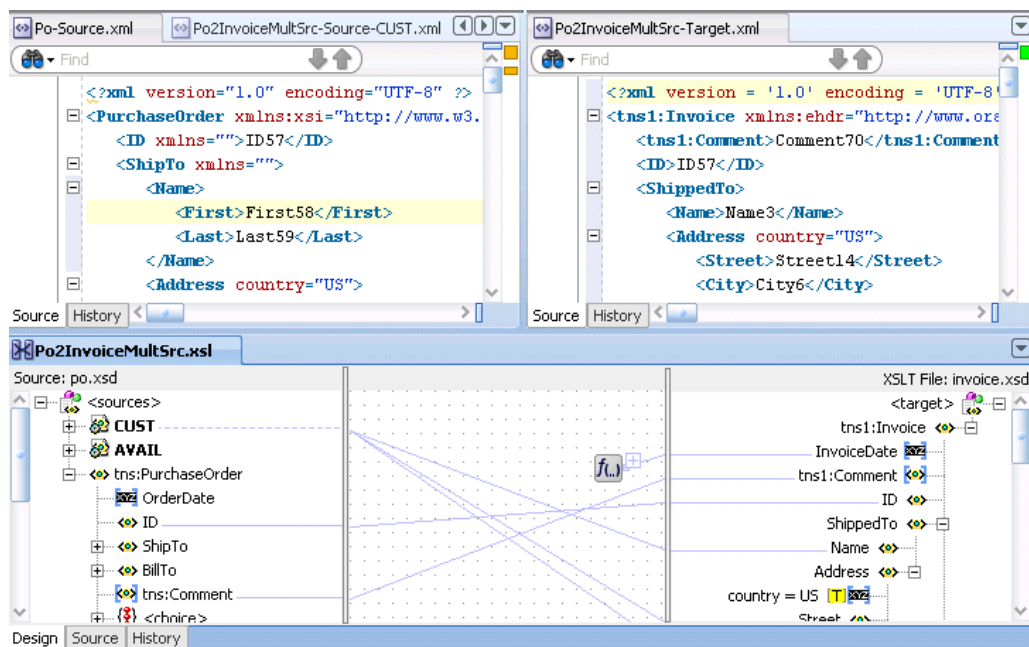 Po-Source.xml
Po2InvoiceMultSrc-Source-CUST.xml
Find
<?xml version="1.0" encoding="UTF-8" ?>
<PurchaseOrder xmlns:xsi="http://www.w3.
<ID xmlns="">ID57</ID>
<ShipTo xmlns="">
<Name>
<First>First58</First>
<Last>Last59</Last>
</Name>
<Address country="US">
Source History
Po2InvoiceMultSrc-Target.xml
Find
<?xml version = '1.0' encoding = 'UTF-8'
<tns1:Invoice xmlns:ehdr="http://www.ora
<tns1:Comment>Comment70</tns1:Comment
<ID>ID57</ID>
<ShippedTo>
<Name>Name3</Name>
<Address country="US">
<Street>Street14</Street>
<City>City6</City>
Source History
Po2InvoiceMultSrc.xsl
Source: po.xsd
XSLT File: invoice.xsd
<sources>
CUST
AVAIL
tns:PurchaseOrder
OrderDate
ID
ShipTo
BillTo
tns:Comment
<choice>
f(..)
<target>
tns1:Invoice
InvoiceDate
tns1:Comment
ID
ShippedTo
Name
Address
country = US [T]
Street
Design Source History